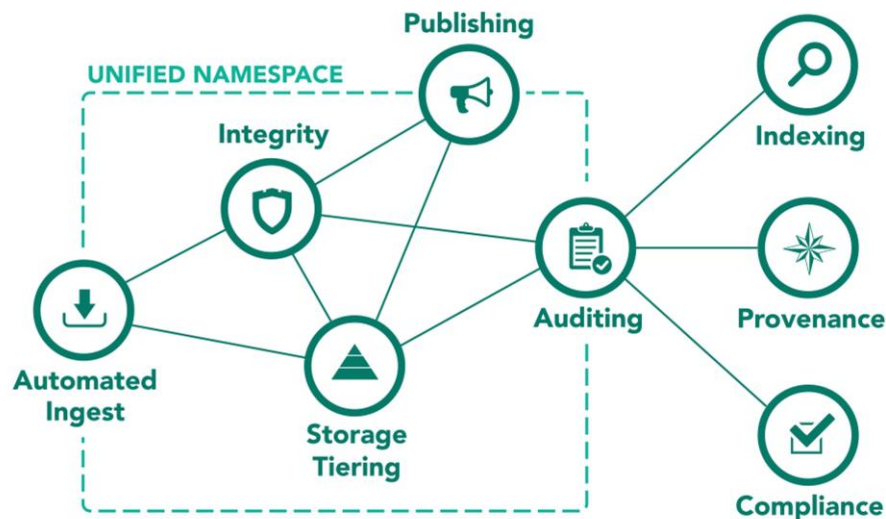 Publishing
UNIFIED NAMESPACE
Integrity
Indexing
Auditing
Provenance
Automated
Ingest
Storage
Tiering
Compliance